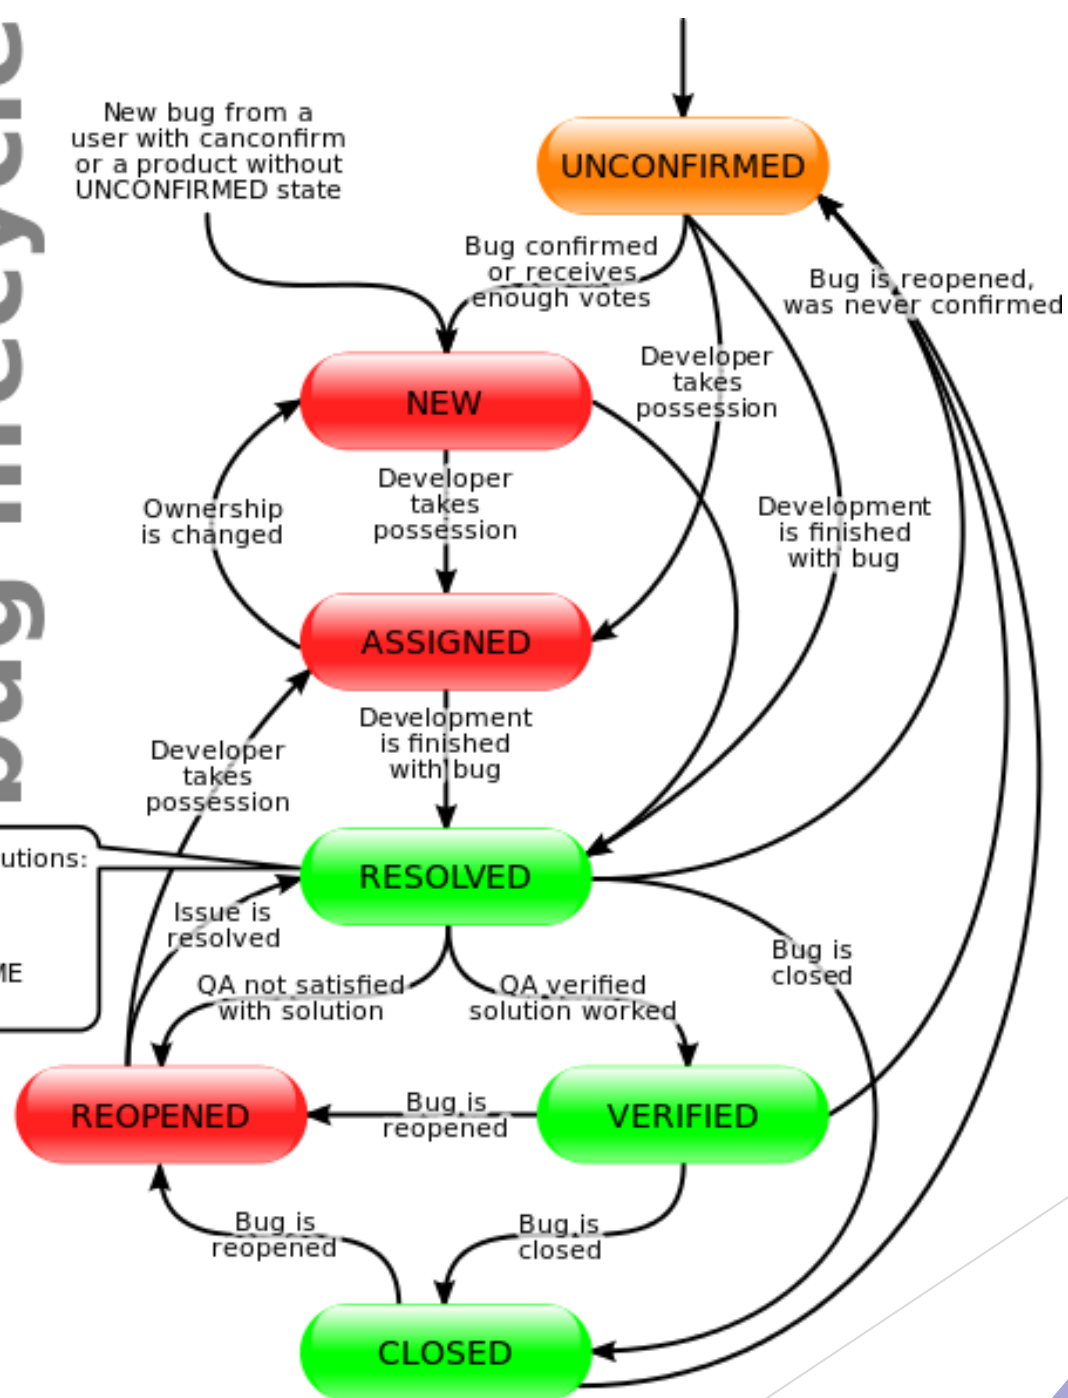 New bug from a
user with canconfirm
or a product without
UNCONFIRMED state
UNCONFIRMED
Bug confirmed
or receives
enough votes
Bug is reopened,
was never confirmed
Developer
takes
possession
NEW
Ownership
is changed
Developer
takes
possession
Development
is finished
with bug
ASSIGNED
Development
is finished
with bug
Developer
takes
possession
utions:
RESOLVED
Issue is
resolved
ME
QA not satisfied
with solution
QA verified
solution worked
Bug is
closed
REOPENED
Bug is
reopened
VERIFIED
Bug is
reopened
Bug is
closed
CLOSED